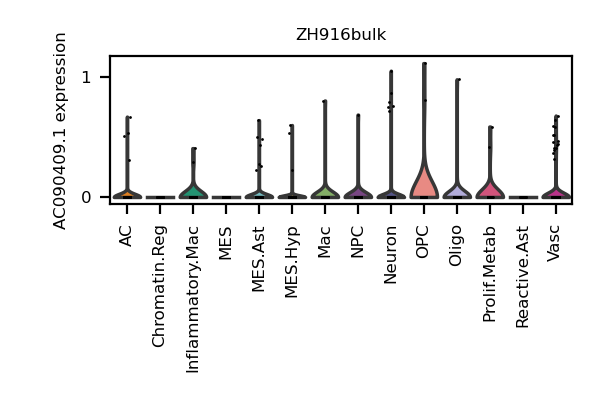 ZH916bulk
AC090409.1 expression
1
0
AC
Chromatin.Reg
Inflammatory.Mac
MES
MES.Ast
MES.Hyp
Mac
NPC
Neuron
OPC
Oligo
Prolif.Metab
Reactive.Ast
Vasc